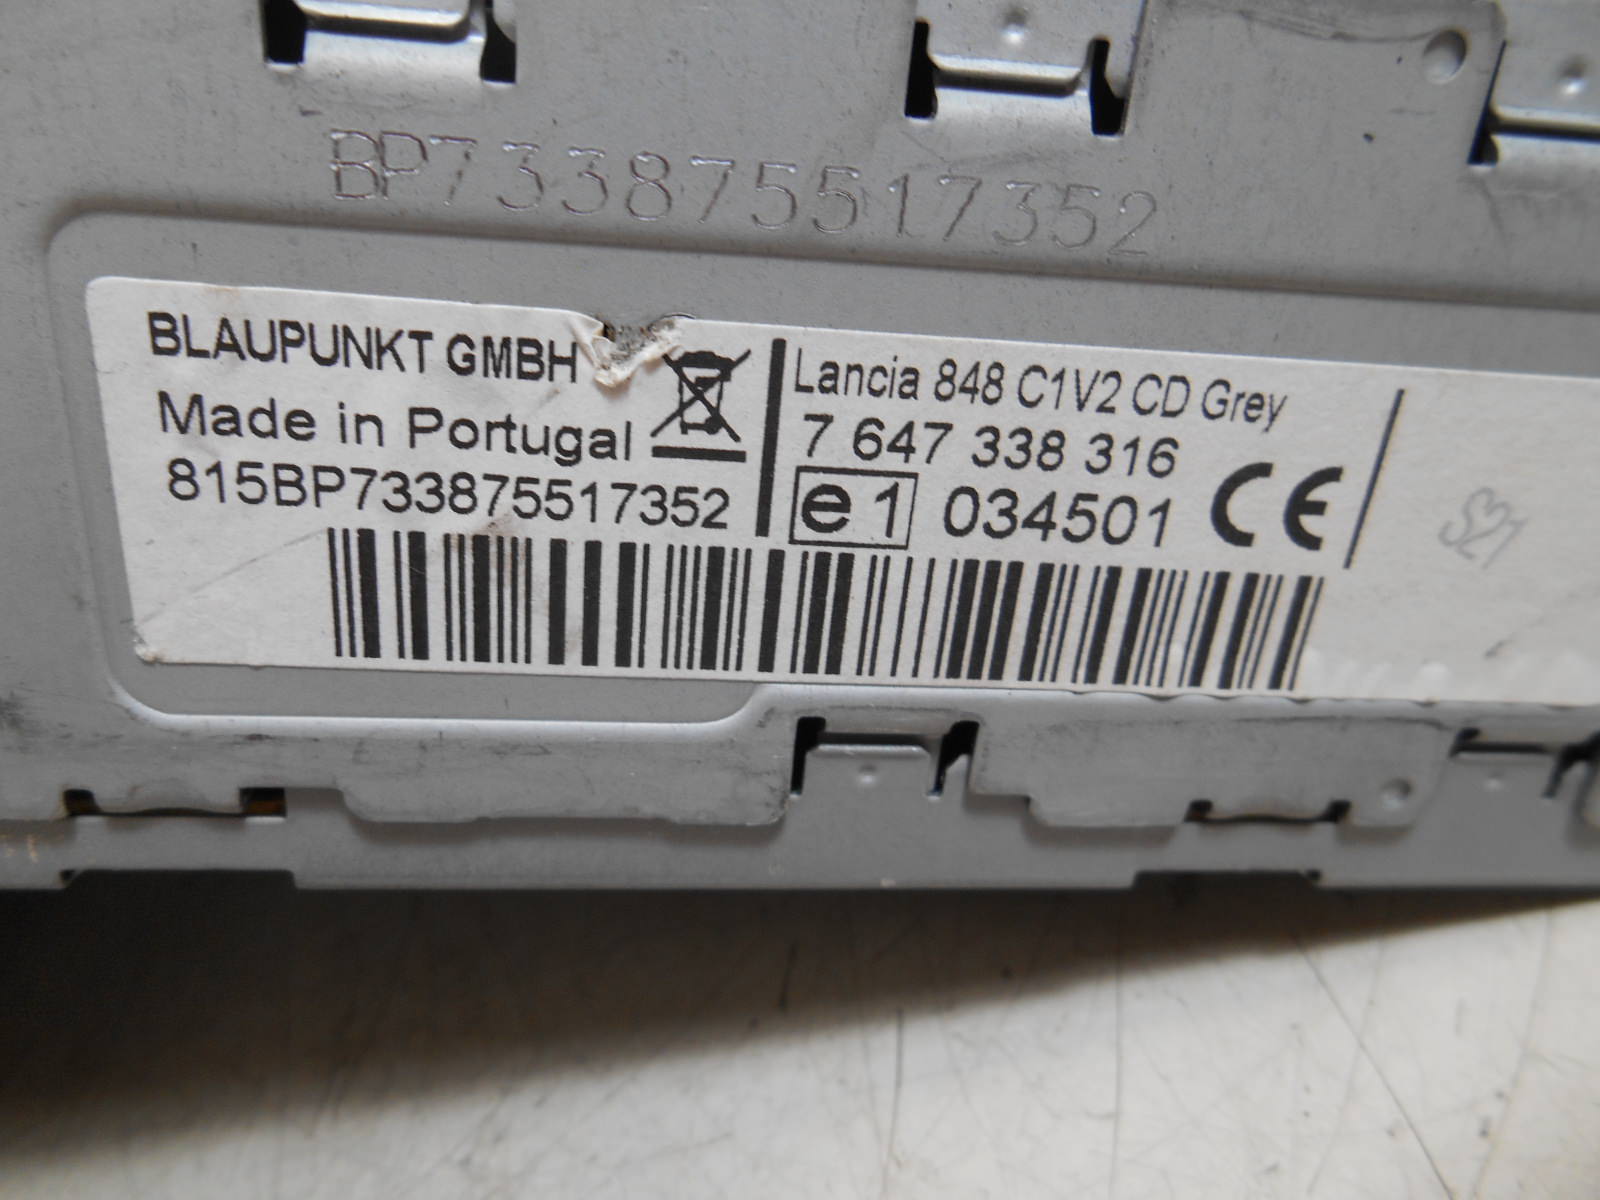 BP733875517352
BLAUPUNKT GMBH
Made in Portugal
815BP733875517352
Lancia 848 C1V2 CD Grey
7 647 338 316
e1 034501 CE